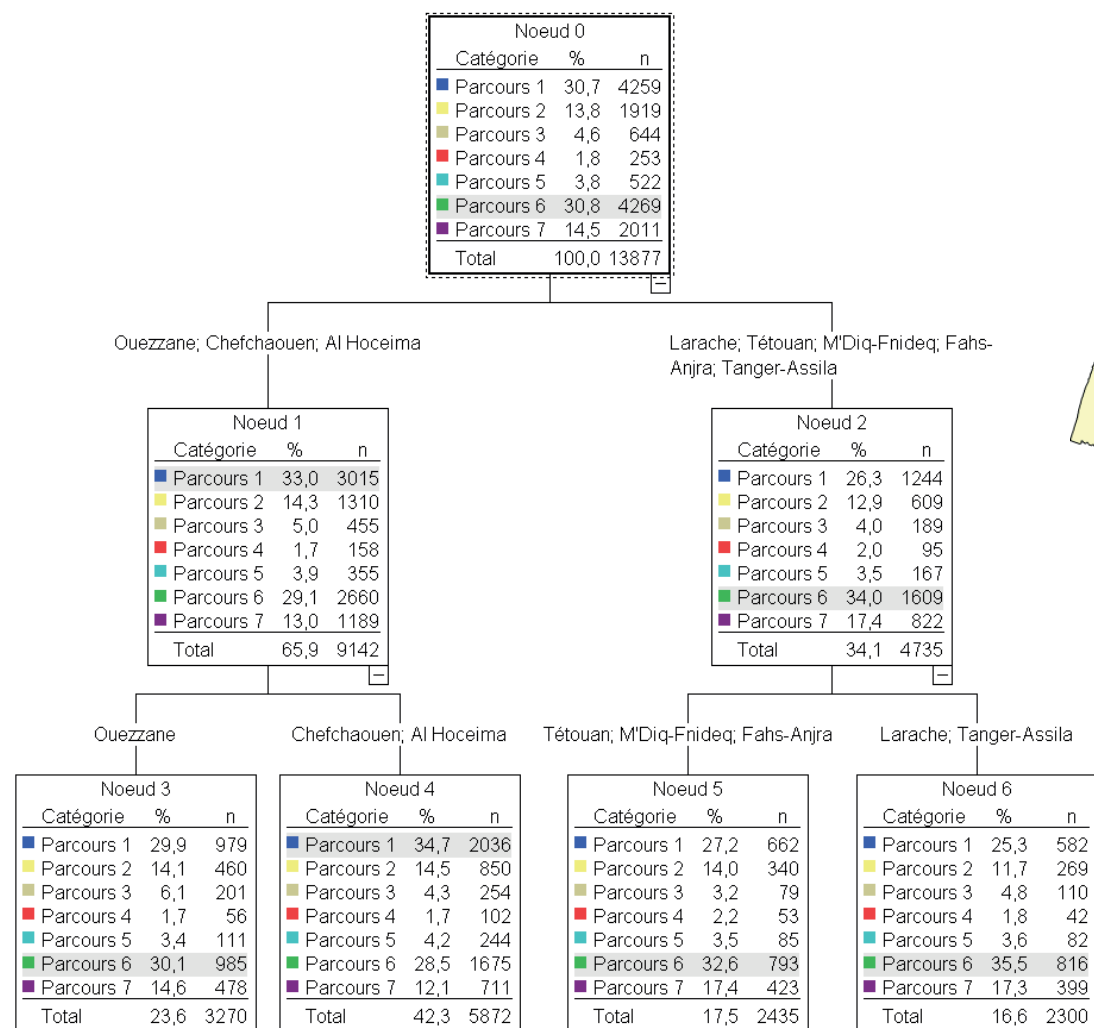 Noeud 0
Catégorie % n
Parcours 1 30,7 4259
Parcours 2 13,8 1919
Parcours 3 4,6 644
Parcours 4 1,8 253
Parcours 5 3,8 522
Parcours 6 30,8 4269
Parcours 7 14,5 2011
Total 100,0 13877
Ouezzane; Chefchaouen; Al Hoceima
Larache; Tétouan; M'Diq-Fnideq; Fahs-
Anjra; Tanger-Assila
Noeud 1
Catégorie % n
Parcours 1 33,0 3015
Parcours 2 14,3 1310
Parcours 3 5,0 455
Parcours 4 1,7 158
Parcours 5 3,9 355
Parcours 6 29,1 2660
Parcours 7 13,0 1189
Total 65,9 9142
Noeud 2
Catégorie % n
Parcours 1 26,3 1244
Parcours 2 12,9 609
Parcours 3 4,0 189
Parcours 4 2,0 95
Parcours 5 3,5 167
Parcours 6 34,0 1609
Parcours 7 17,4 822
Total 34,1 4735
Ouezzane
Chefchaouen; Al Hoceima
Tétouan; M'Diq-Fnideq; Fahs-Anjra
Larache; Tanger-Assila
Noeud 3
Catégorie % n
Parcours 1 29,9 979
Parcours 2 14,1 460
Parcours 3 6,1 201
Parcours 4 1,7 56
Parcours 5 3,4 111
Parcours 6 30,1 985
Parcours 7 14,6 478
Total 23,6 3270
Noeud 4
Catégorie % n
Parcours 1 34,7 2036
Parcours 2 14,5 850
Parcours 3 4,3 254
Parcours 4 1,7 102
Parcours 5 4,2 244
Parcours 6 28,5 1675
Parcours 7 12,1 711
Total 42,3 5872
Noeud 5
Catégorie % n
Parcours 1 27,2 662
Parcours 2 14,0 340
Parcours 3 3,2 79
Parcours 4 2,2 53
Parcours 5 3,5 85
Parcours 6 32,6 793
Parcours 7 17,4 423
Total 17,5 2435
Noeud 6
Catégorie % n
Parcours 1 25,3 582
Parcours 2 11,7 269
Parcours 3 4,8 110
Parcours 4 1,8 42
Parcours 5 3,6 82
Parcours 6 35,5 816
Parcours 7 17,3 399
Total 16,6 2300